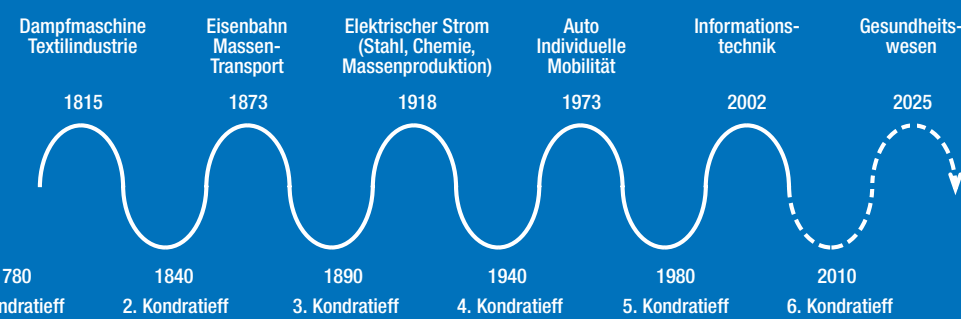 Dampfmaschine
Textilindustrie
Eisenbahn
Massen-
Transport
Elektrischer Strom
(Stahl, Chemie,
Massenproduktion)
Auto
Individuelle
Mobilität
Informations-
technik
Gesundheits-
wesen
1815 1873 1918 1973 2002 2025
780 1840 1890 1940 1980 2010
ndratieff 2. Kondratieff 3. Kondratieff 4. Kondratieff 5. Kondratieff 6. Kondratieff